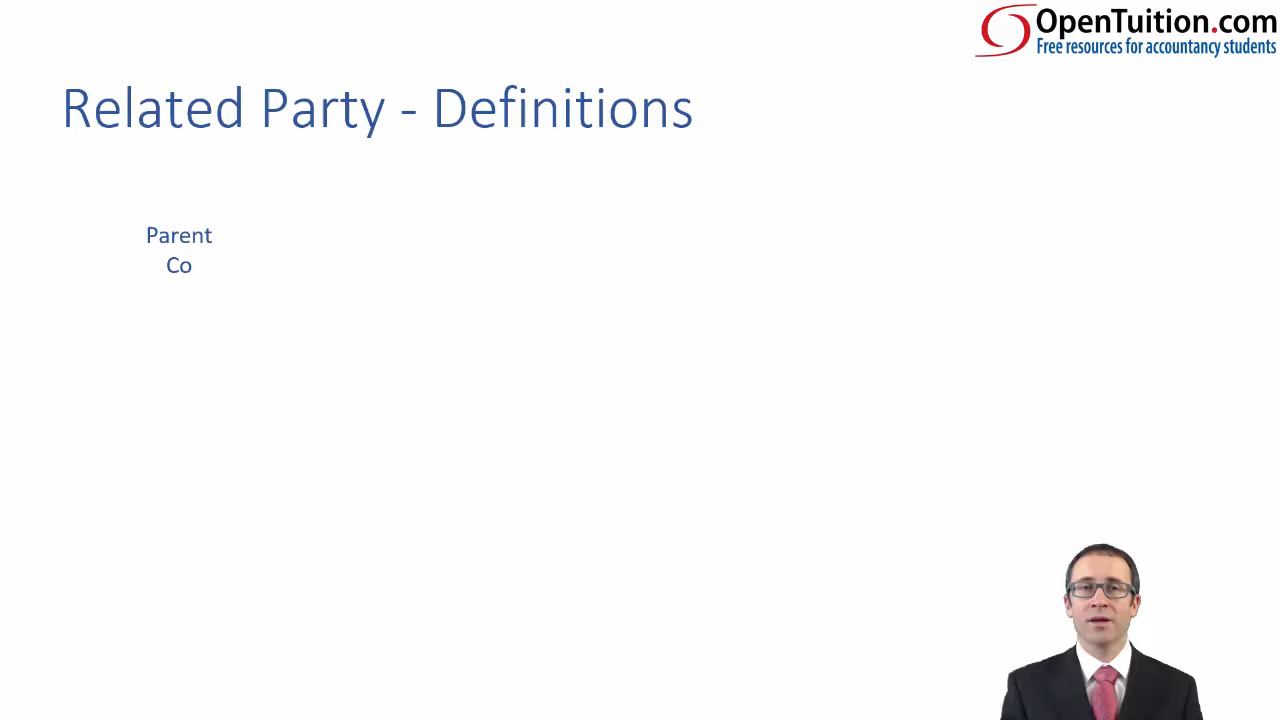 OpenTuition.com
Free resources for accountancy students
Related Party - Definitions
Parent
Co